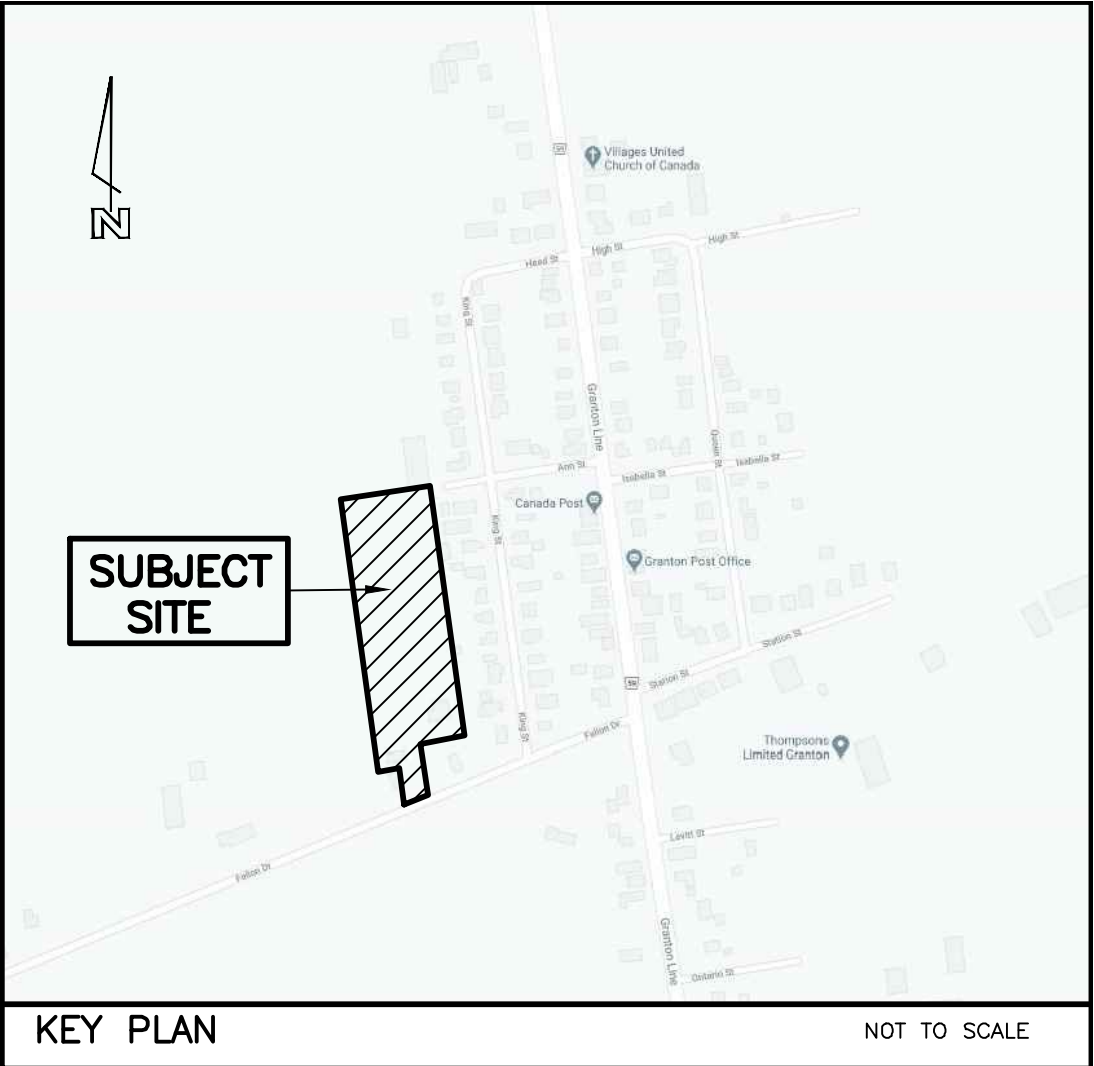 Villages United
Church of Canada
High St
High St
Head St
King St
Granton Line
Queen St
Ann St
Isabella St
Isabella St
Canada Post
King St
Granton Post Office
SUBJECT
SITE
Station St
Station St
King St
Fallon Dr
Thompsons
Limited Granton
Levitt St
Fallon Dr
Granton Line
Ontario St
N
KEY PLAN
NOT TO SCALE